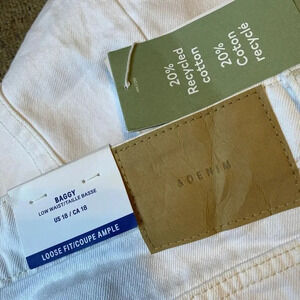 20%
Recycled
cotton
20%
Coton
recyclé
&DENIM
BAGGY
LOW WAIST/TAILLE BASSE
US 18 / CA 18
LOOSE FIT/COUPE AMPLE